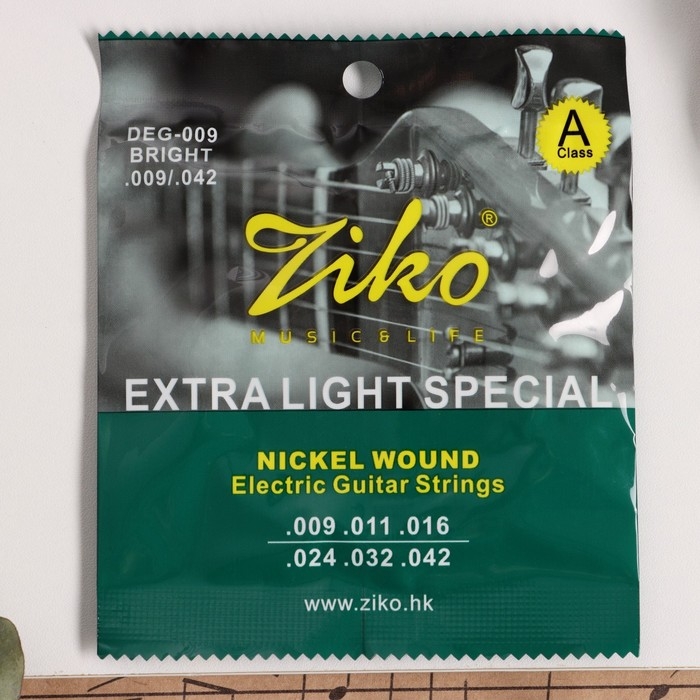 DEG-009
BRIGHT
.009/.042
A
Class
Ziko®
MUSIC & LIFE
EXTRA LIGHT SPECIAL
NICKEL WOUND
Electric Guitar Strings
.009 .011 .016
.024 .032 .042
www.ziko.hk